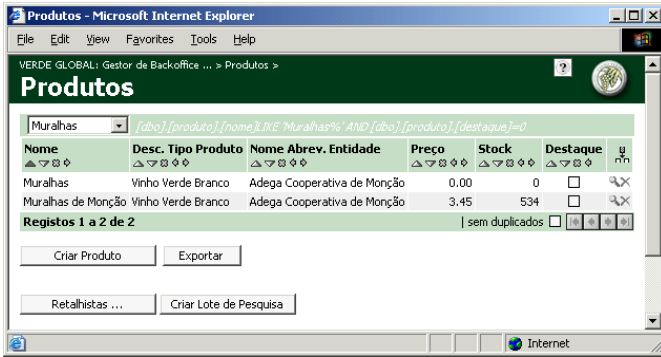 Produtos - Microsoft Internet Explorer
File Edit View Favorites Tools Help
VERDE GLOBAL: Gestor de Backoffice ... > Produtos >
?
Produtos
Muralhas [dbo].[produto].[nome]LIKE 'Muralhas%' AND [dbo].[produto].[destaque]=0
Nome Desc. Tipo Produto Nome Abrev. Entidade Preço Stock Destaque
Muralhas Vinho Verde Branco Adega Cooperativa de Monção 0.00 0
Muralhas de Monção Vinho Verde Branco Adega Cooperativa de Monção 3.45 534
Registos 1 a 2 de 2 | sem duplicados
Criar Produto Exportar
Retalhistas ... Criar Lote de Pesquisa
Internet